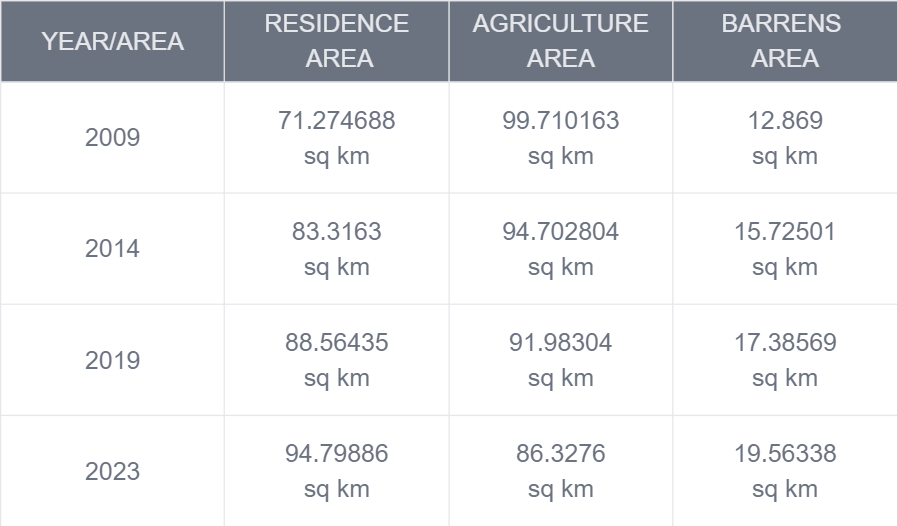 YEAR/AREA
RESIDENCE
AREA
AGRICULTURE
AREA
BARRENS
AREA
2009
71.274688
sq km
99.710163
sq km
12.869
sq km
2014
83.3163
sq km
94.702804
sq km
15.72501
sq km
2019
88.56435
sq km
91.98304
sq km
17.38569
sq km
2023
94.79886
sq km
86.3276
sq km
19.56338
sq km